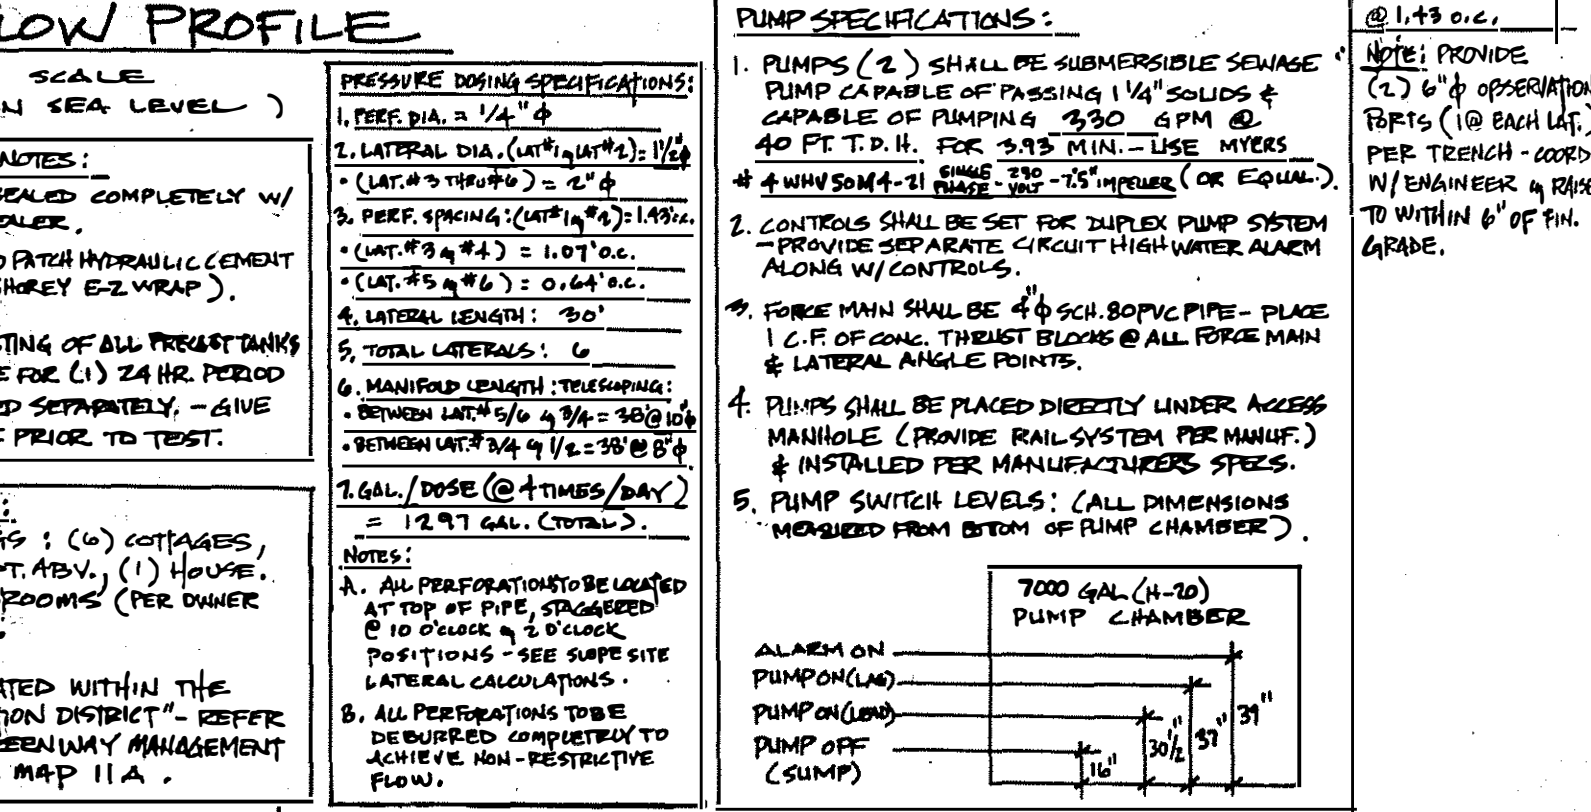 LOW PROFILE
SCALE
N SEA LEVEL )
NOTES:
SEALED COMPLETELY W/
EALER.
PATCH HYDRAULIC CEMENT
SHOREY E-Z WRAP).
TING OF ALL PRECAST TANKS
E FOR (1) 24 HR. PERIOD
ED SEPARATELY. - GIVE
PRIOR TO TEST.
GS : (6) COTTAGES,
PT. ABV., (1) HOUSE.
ROOMS (PER OWNER
ATED WITHIN THE
ION DISTRICT" - REFER
EENWAY MANAGEMENT
MAP 11A .
PRESSURE DOSING SPECIFICATIONS:
1. PERF. DIA. = 1/4" Φ
2. LATERAL DIA. (LAT#1 & LAT#2) = 1 1/2"Φ
• (LAT.#3 THRU #6) = 2"Φ
3. PERF. SPACING: (LAT#1 & #2) = 1.43'o.c.
• (LAT.#3 & #4) = 1.07'o.c.
• (LAT.#5 & #6) = 0.64'o.c.
4. LATERAL LENGTH: 30'
5. TOTAL LATERALS: 6
6. MANIFOLD LENGTH: TELESCOPING:
• BETWEEN LAT.# 5/6 & 3/4 = 38'@10"Φ
• BETWEEN LAT.# 3/4 & 1/2 = 38'@ 8"Φ
7. GAL./DOSE (@ 4 TIMES/DAY)
= 1297 GAL. (TOTAL).
NOTES:
A. ALL PERFORATIONS TO BE LOCATED
AT TOP OF PIPE, STAGGERED
@ 10 O'CLOCK & 2 O'CLOCK
POSITIONS - SEE SLOPE SITE
LATERAL CALCULATIONS.
B. ALL PERFORATIONS TO BE
DEBURRED COMPLETELY TO
ACHIEVE NON-RESTRICTIVE
FLOW.
PUMP SPECIFICATIONS:
1. PUMPS (2) SHALL BE SUBMERSIBLE SEWAGE
PUMP CAPABLE OF PASSING 1 1/4" SOLIDS &
CAPABLE OF PUMPING 330 GPM @
40 FT. T.D.H. FOR 3.93 MIN. - USE MYERS
# 4WHV50M4-21 SINGLE PHASE - 230 VOLT - 7.5" IMPELLER (OR EQUAL).
2. CONTROLS SHALL BE SET FOR DUPLEX PUMP SYSTEM
- PROVIDE SEPARATE CIRCUIT HIGH WATER ALARM
ALONG W/ CONTROLS.
3. FORCE MAIN SHALL BE 4"Φ SCH. 80 PVC PIPE - PLACE
1 C.F. OF CONC. THRUST BLOCKS @ ALL FORCE MAIN
& LATERAL ANGLE POINTS.
4. PUMPS SHALL BE PLACED DIRECTLY UNDER ACCESS
MANHOLE (PROVIDE RAIL SYSTEM PER MANUF.)
& INSTALLED PER MANUFACTURERS SPECS.
5. PUMP SWITCH LEVELS: (ALL DIMENSIONS
MEASURED FROM BOTTOM OF PUMP CHAMBER).
7000 GAL (H-20)
PUMP CHAMBER
ALARM ON
PUMP ON (LAG)
PUMP ON (LEAD)
PUMP OFF
(SUMP)
16"
30 1/2"
37"
39"
@ 1.43 o.c.
NOTE: PROVIDE
(2) 6"Φ OBSERVATION
PORTS (1@ EACH LAT.)
PER TRENCH - COORD
W/ENGINEER & RAISE
TO WITHIN 6" OF FIN.
GRADE.